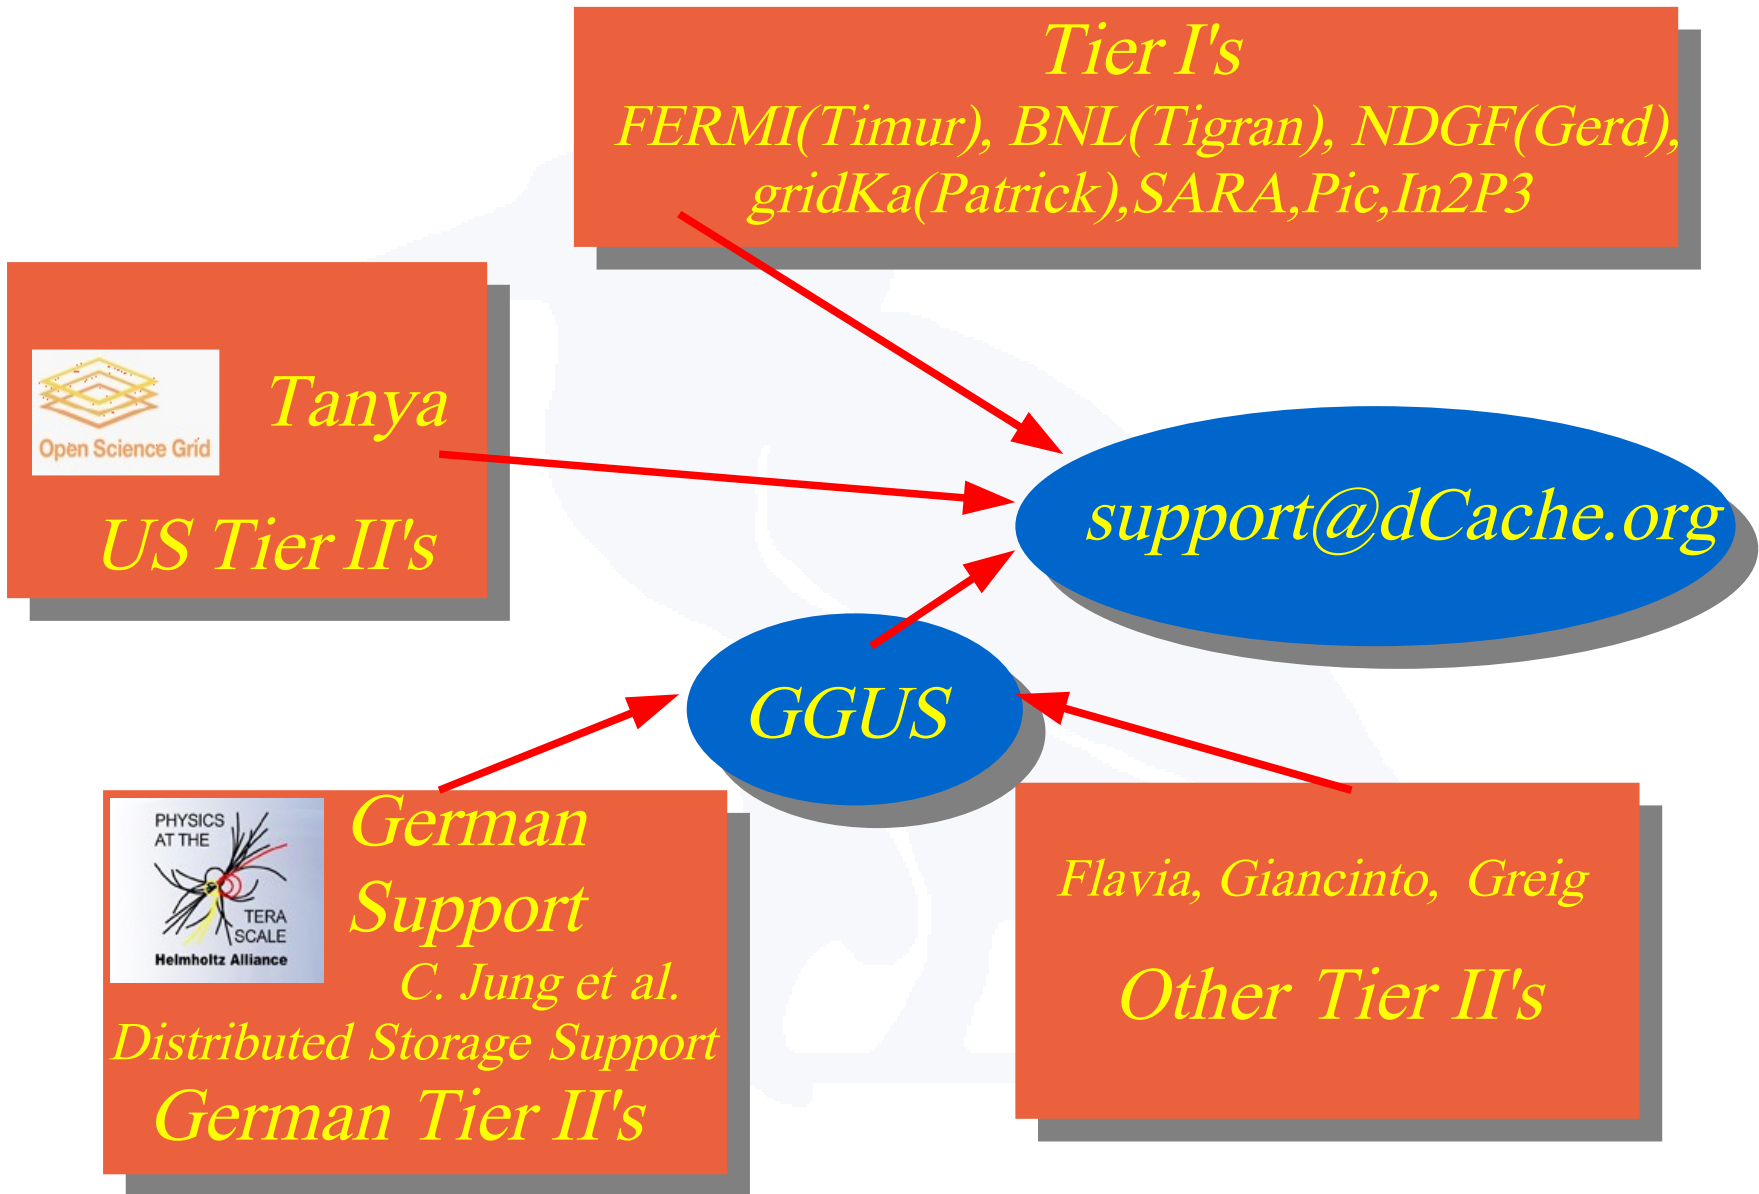 Tier I's
FERMI(Timur), BNL(Tigran), NDGF(Gerd),
gridKa(Patrick),SARA,Pic,In2P3
Open Science Grid
Tanya
US Tier II's
support@dCache.org
GGUS
PHYSICS
AT THE
TERA
SCALE
Helmholtz Alliance
German
Support
C. Jung et al.
Distributed Storage Support
German Tier II's
Flavia, Giancinto, Greig
Other Tier II's